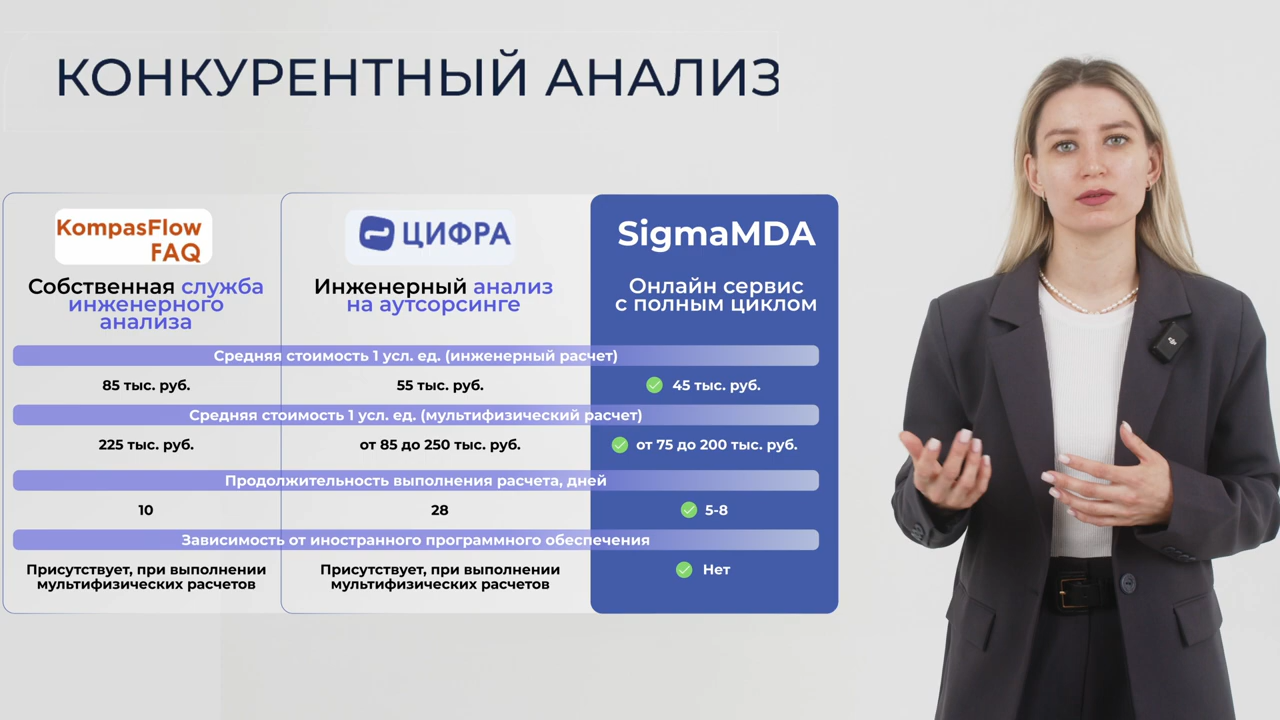 КОНКУРЕНТНЫЙ АНАЛИЗ
KompasFlow
FAQ
ЦИФРА
SigmaMDA
Собственная служба
инженерного
анализа
Инженерный анализ
на аутсорсинге
Онлайн сервис
с полным циклом
Средняя стоимость 1 усл. ед. (инженерный расчет)
85 тыс. руб.
55 тыс. руб.
45 тыс. руб.
Средняя стоимость 1 усл. ед. (мультифизический расчет)
225 тыс. руб.
от 85 до 250 тыс. руб.
от 75 до 200 тыс. руб.
Продолжительность выполнения расчета, дней
10
28
5-8
Зависимость от иностранного программного обеспечения
Присутствует, при выполнении
мультифизических расчетов
Присутствует, при выполнении
мультифизических расчетов
Нет